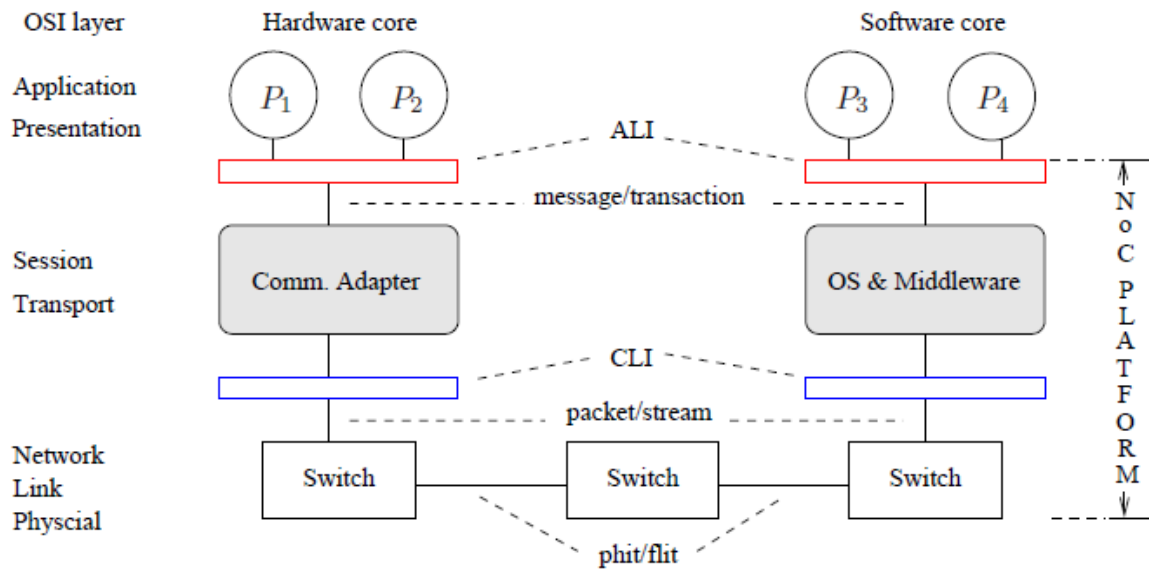 OSI layer
Hardware core
Software core
Application
Presentation
P1
P2
P3
P4
ALI
message/transaction
Session
Transport
Comm. Adapter
OS & Middleware
CLI
packet/stream
Network
Link
Physcial
Switch
Switch
Switch
phit/flit
NoC PLATFORM